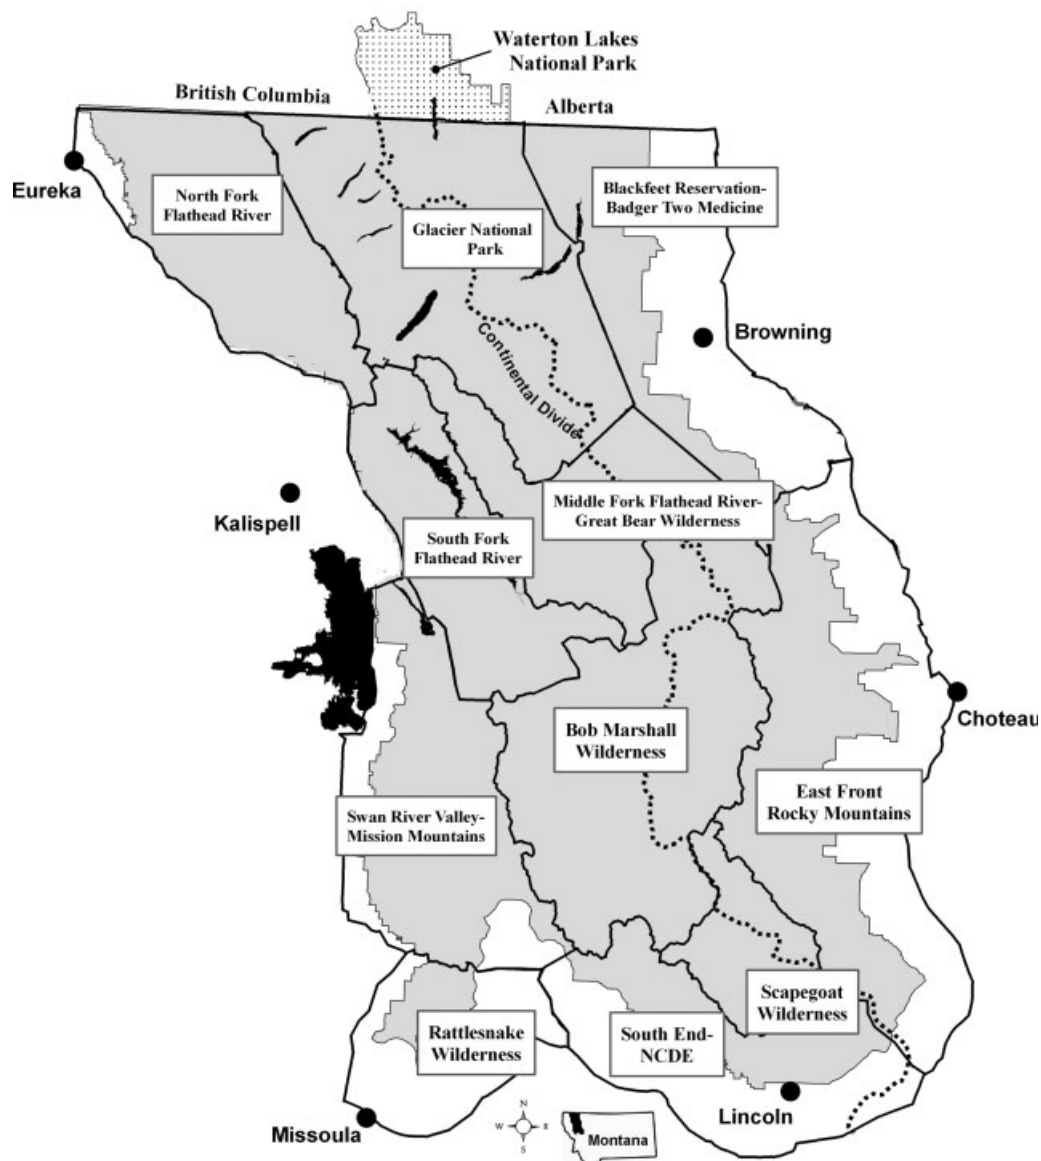 Waterton Lakes
National Park
British Columbia
Alberta
Eureka
North Fork
Flathead River
Blackfeet Reservation-
Badger Two Medicine
Glacier National
Park
Continental Divide
Browning
Middle Fork Flathead River-
Great Bear Wilderness
Kalispell
South Fork
Flathead River
Choteau
Bob Marshall
Wilderness
East Front
Rocky Mountains
Swan River Valley-
Mission Mountains
Scapegoat
Wilderness
Rattlesnake
Wilderness
South End-
NCDE
Lincoln
Missoula
N
W E
S
Montana